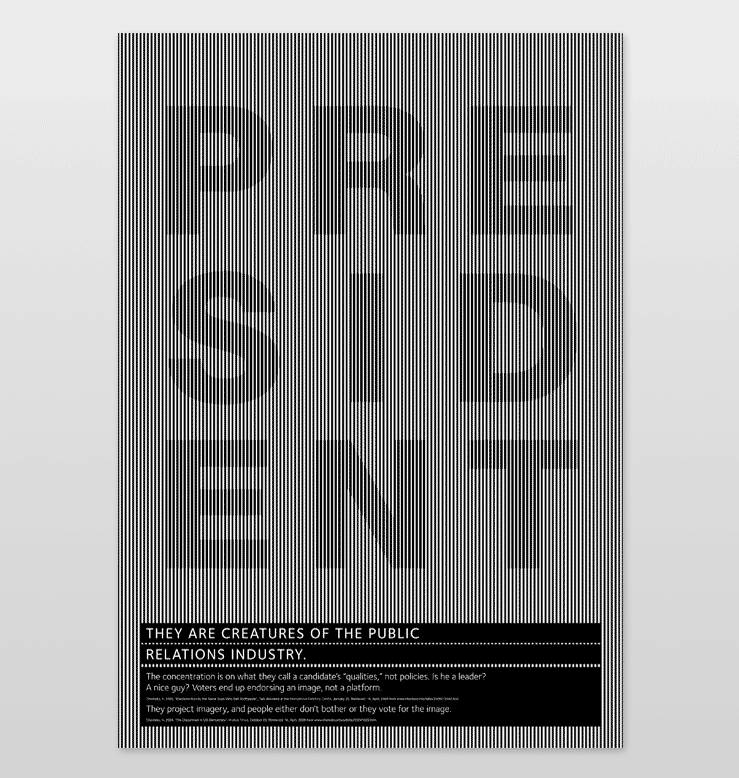 PRE
SID
ENT
THEY ARE CREATURES OF THE PUBLIC
RELATIONS INDUSTRY.
The concentration is on what they call a candidate's “qualities,” not policies. Is he a leader?
A nice guy? Voters end up endorsing an image, not a platform.
They project imagery, and people either don't bother or they vote for the image.